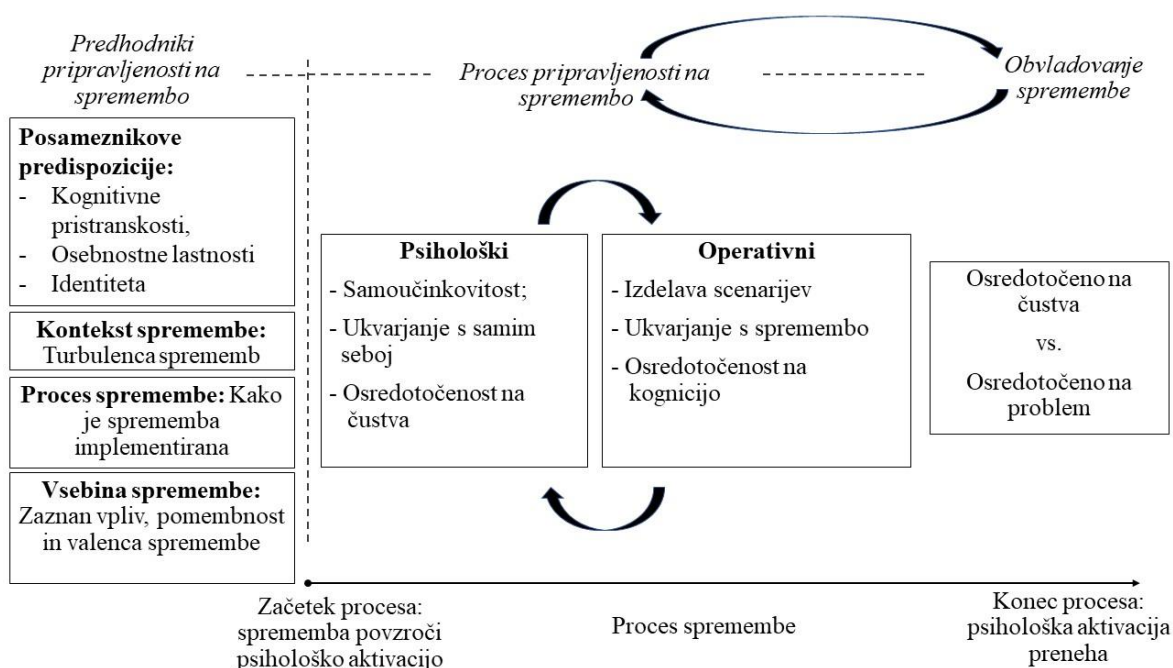 Predhodniki
pripravljenosti na
spremembo
Proces pripravljenosti na
spremembo
Obvladovanje
spremembe
Posameznikove
predispozicije:
- Kognitivne
pristranskosti,
- Osebnostne lastnosti
- Identiteta
Kontekst spremembe:
Turbulenca sprememb
Proces spremembe: Kako
je sprememba
implementirana
Vsebina spremembe:
Zaznan vpliv, pomembnost
in valenca spremembe
Psihološki
- Samoučinkovitost;
- Ukvarjanje s samim
seboj
- Osredotočenost na
čustva
Operativni
- Izdelava scenarijev
- Ukvarjanje s spremembo
- Osredotočenost na
kognicijo
Osredotočeno na
čustva
vs.
Osredotočeno na
problem
Začetek procesa:
sprememba povzroči
psihološko aktivacijo
Proces spremembe
Konec procesa:
psihološka aktivacija
preneha